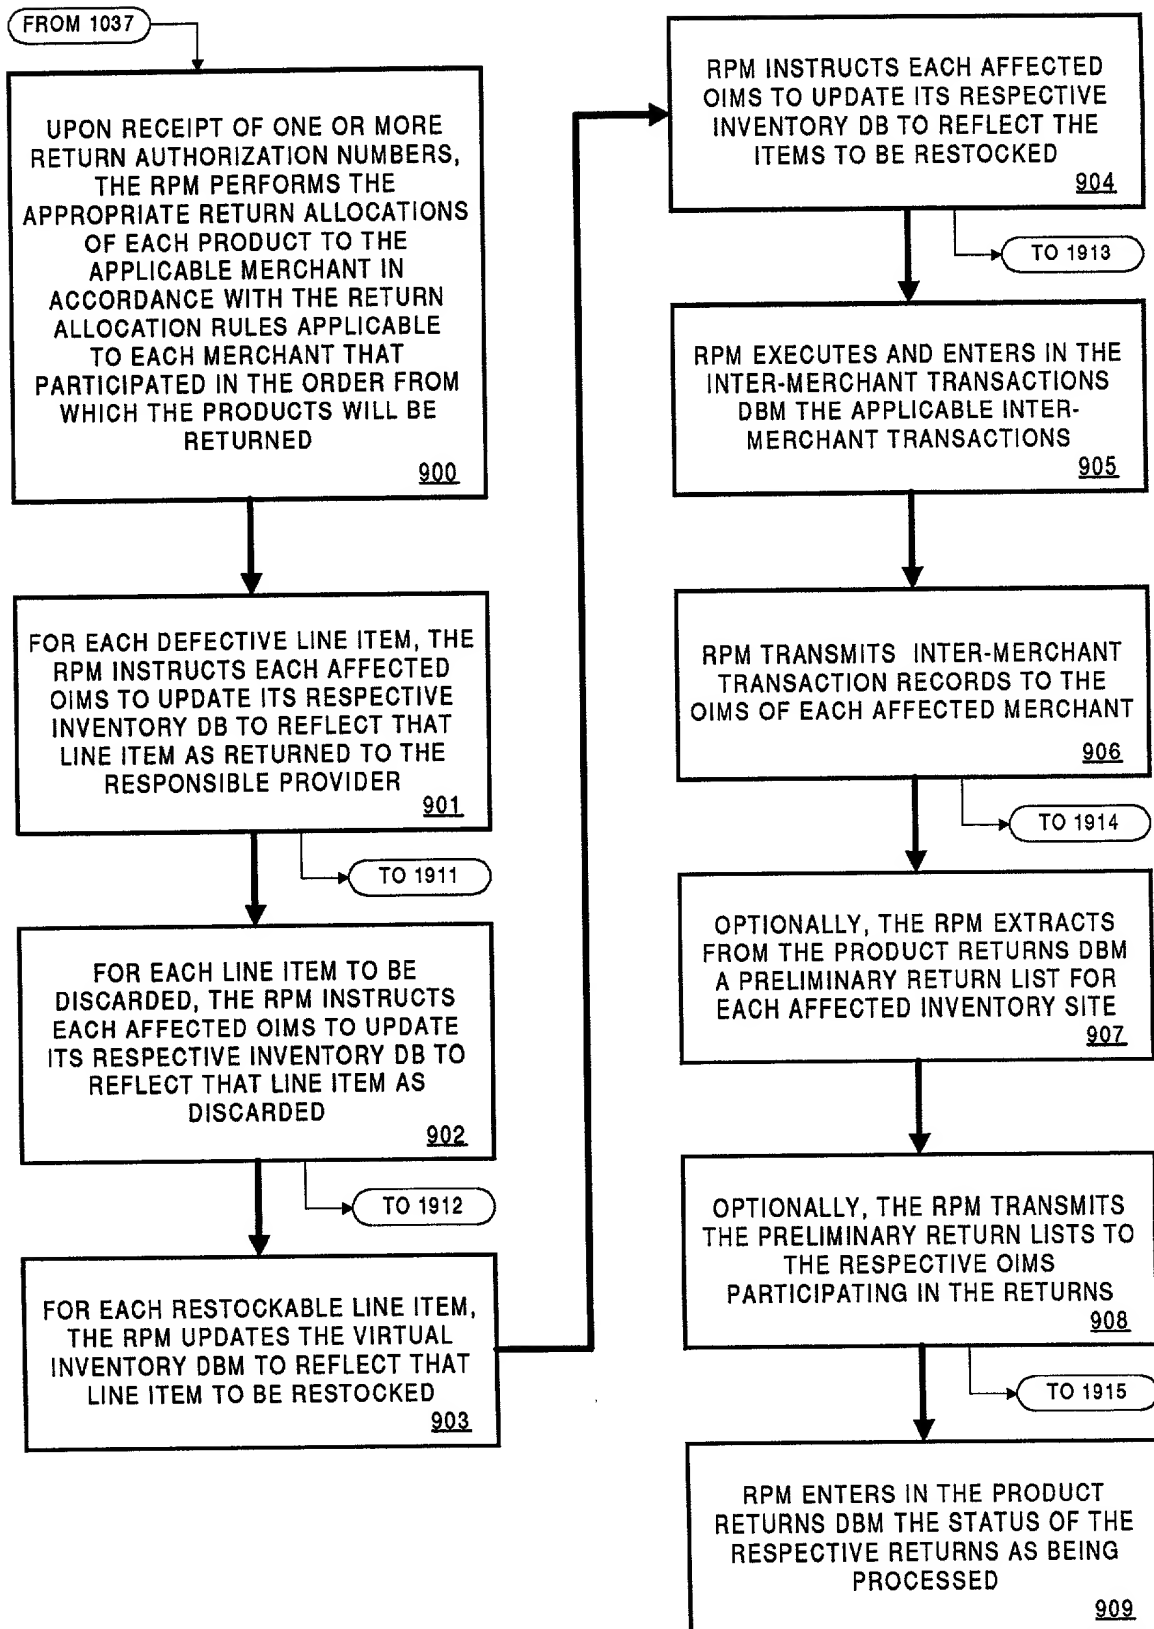 FROM 1037
UPON RECEIPT OF ONE OR MORE
RETURN AUTHORIZATION NUMBERS,
THE RPM PERFORMS THE
APPROPRIATE RETURN ALLOCATIONS
OF EACH PRODUCT TO THE
APPLICABLE MERCHANT IN
ACCORDANCE WITH THE RETURN
ALLOCATION RULES APPLICABLE
TO EACH MERCHANT THAT
PARTICIPATED IN THE ORDER FROM
WHICH THE PRODUCTS WILL BE
RETURNED
900
FOR EACH DEFECTIVE LINE ITEM, THE
RPM INSTRUCTS EACH AFFECTED
OIMS TO UPDATE ITS RESPECTIVE
INVENTORY DB TO REFLECT THAT
LINE ITEM AS RETURNED TO THE
RESPONSIBLE PROVIDER
901
TO 1911
FOR EACH LINE ITEM TO BE
DISCARDED, THE RPM INSTRUCTS
EACH AFFECTED OIMS TO UPDATE
ITS RESPECTIVE INVENTORY DB TO
REFLECT THAT LINE ITEM AS
DISCARDED
902
TO 1912
FOR EACH RESTOCKABLE LINE ITEM,
THE RPM UPDATES THE VIRTUAL
INVENTORY DBM TO REFLECT THAT
LINE ITEM TO BE RESTOCKED
903
RPM INSTRUCTS EACH AFFECTED
OIMS TO UPDATE ITS RESPECTIVE
INVENTORY DB TO REFLECT THE
ITEMS TO BE RESTOCKED
904
TO 1913
RPM EXECUTES AND ENTERS IN THE
INTER-MERCHANT TRANSACTIONS
DBM THE APPLICABLE INTER-
MERCHANT TRANSACTIONS
905
RPM TRANSMITS INTER-MERCHANT
TRANSACTION RECORDS TO THE
OIMS OF EACH AFFECTED MERCHANT
906
TO 1914
OPTIONALLY, THE RPM EXTRACTS
FROM THE PRODUCT RETURNS DBM
A PRELIMINARY RETURN LIST FOR
EACH AFFECTED INVENTORY SITE
907
OPTIONALLY, THE RPM TRANSMITS
THE PRELIMINARY RETURN LISTS TO
THE RESPECTIVE OIMS
PARTICIPATING IN THE RETURNS
908
TO 1915
RPM ENTERS IN THE PRODUCT
RETURNS DBM THE STATUS OF THE
RESPECTIVE RETURNS AS BEING
PROCESSED
909